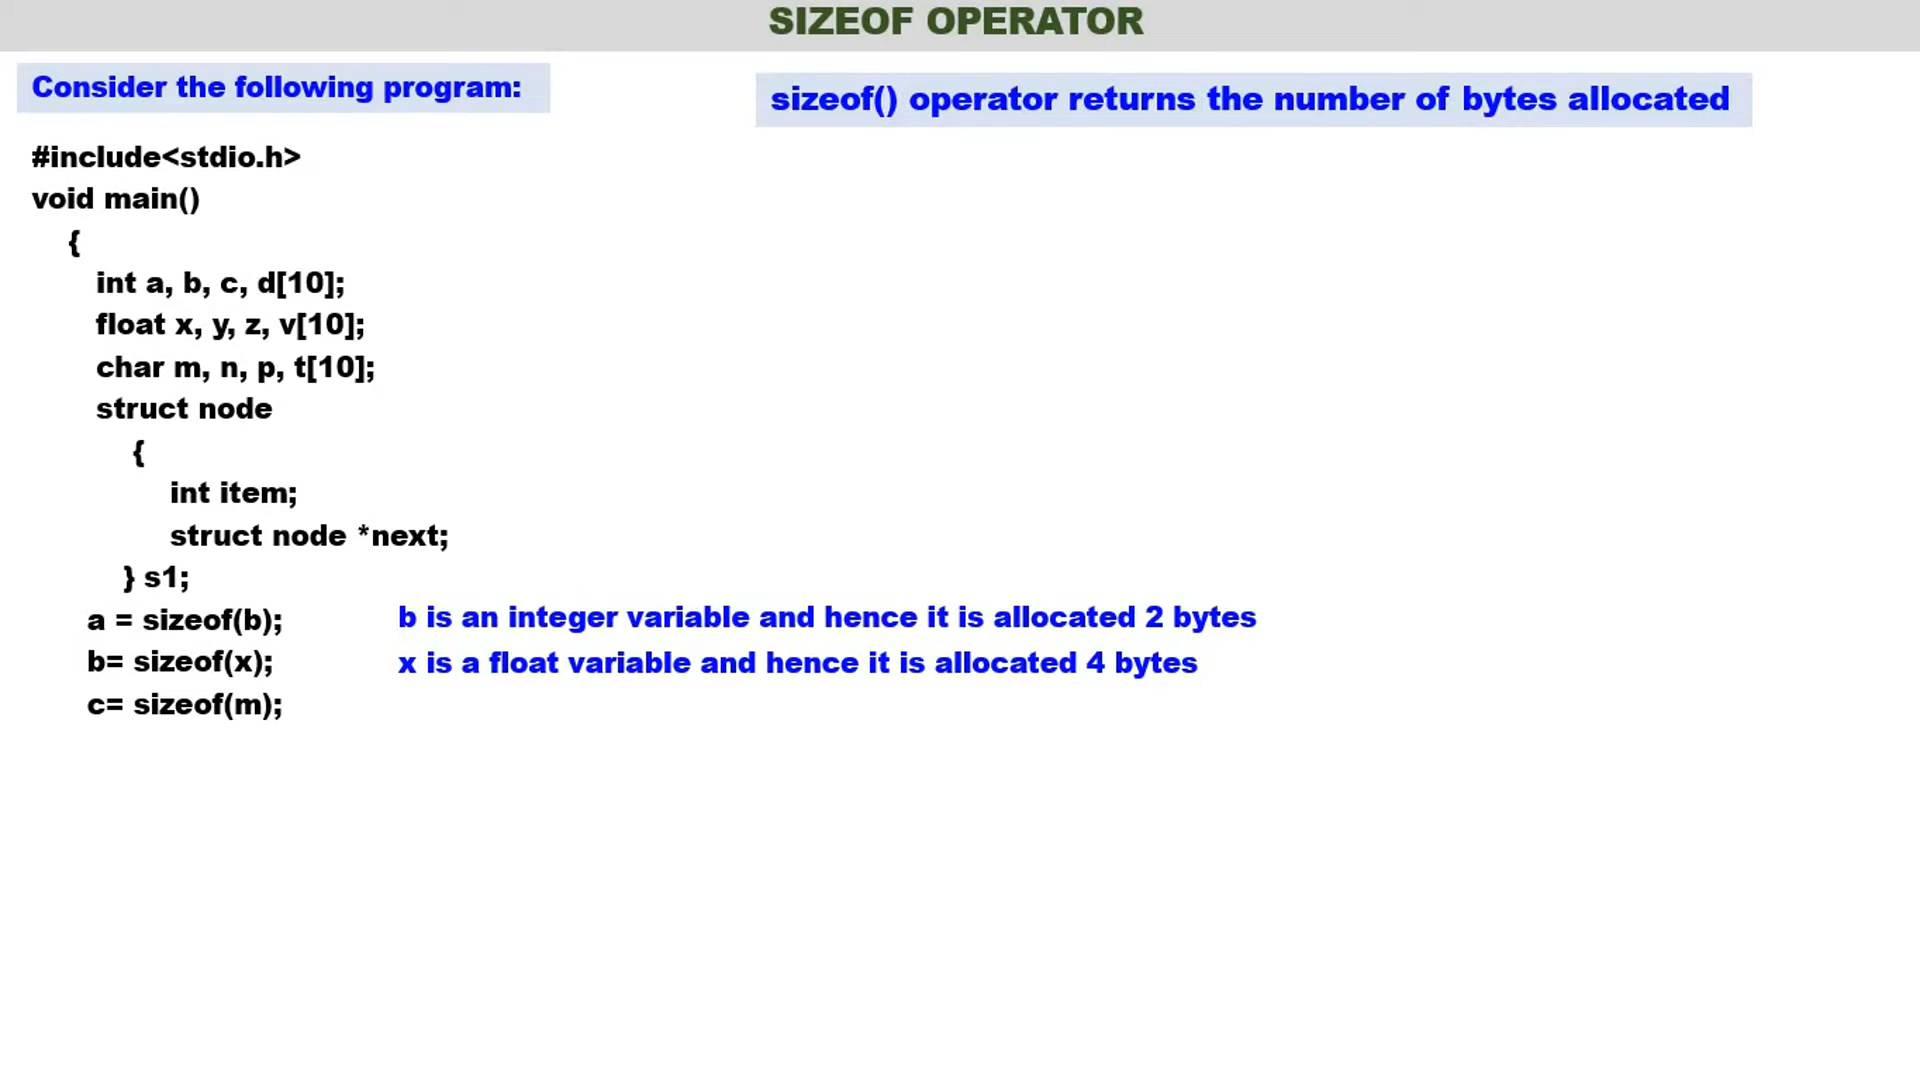 SIZEOF OPERATOR
Consider the following program:
sizeof() operator returns the number of bytes allocated
#include<stdio.h>
void main()
{
int a, b, c, d[10];
float x, y, z, v[10];
char m, n, p, t[10];
struct node
{
int item;
struct node *next;
} s1;
a = sizeof(b); b is an integer variable and hence it is allocated 2 bytes
b= sizeof(x); x is a float variable and hence it is allocated 4 bytes
c= sizeof(m);